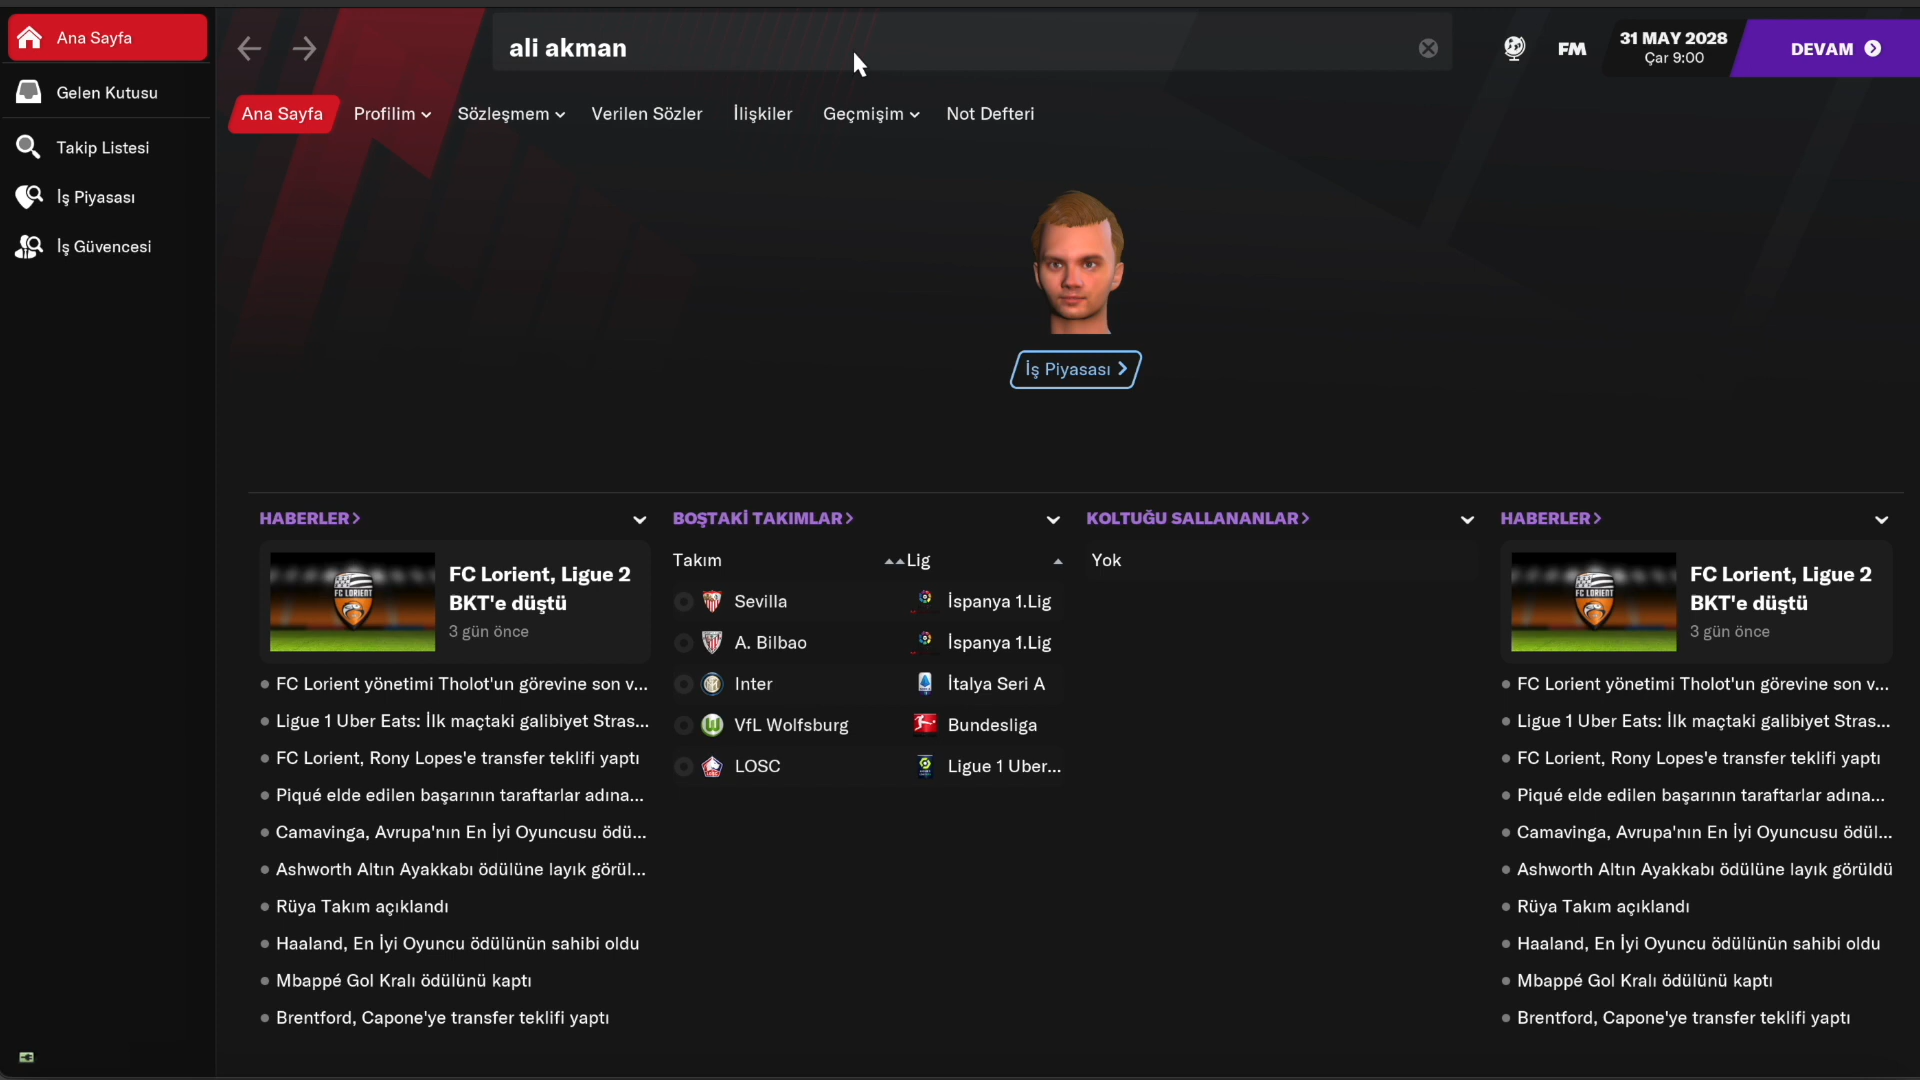 Ana Sayfa
Gelen Kutusu
Takip Listesi
İş Piyasası
İş Güvencesi
ali akman
FM
31 MAY 2028
Çar 9:00
DEVAM
Ana Sayfa
Profilim
Sözleşmem
Verilen Sözler
İlişkiler
Geçmişim
Not Defteri
İş Piyasası
HABERLER
FC LORIENT
FC Lorient, Ligue 2
BKT'e düştü
3 gün önce
FC Lorient yönetimi Tholot'un görevine son v...
Ligue 1 Uber Eats: İlk maçtaki galibiyet Stras...
FC Lorient, Rony Lopes'e transfer teklifi yaptı
Piqué elde edilen başarının taraftarlar adına...
Camavinga, Avrupa'nın En İyi Oyuncusu ödü...
Ashworth Altın Ayakkabı ödülüne layık görül...
Rüya Takım açıklandı
Haaland, En İyi Oyuncu ödülünün sahibi oldu
Mbappé Gol Kralı ödülünü kaptı
Brentford, Capone'ye transfer teklifi yaptı
BOŞTAKİ TAKIMLAR
Takım Lig
Sevilla İspanya 1.Lig
A. Bilbao İspanya 1.Lig
Inter İtalya Seri A
VfL Wolfsburg Bundesliga
LOSC Ligue 1 Uber...
KOLTUĞU SALLANANLAR
Yok
HABERLER
FC LORIENT
FC Lorient, Ligue 2
BKT'e düştü
3 gün önce
FC Lorient yönetimi Tholot'un görevine son v...
Ligue 1 Uber Eats: İlk maçtaki galibiyet Stras...
FC Lorient, Rony Lopes'e transfer teklifi yaptı
Piqué elde edilen başarının taraftarlar adına...
Camavinga, Avrupa'nın En İyi Oyuncusu ödül...
Ashworth Altın Ayakkabı ödülüne layık görüldü
Rüya Takım açıklandı
Haaland, En İyi Oyuncu ödülünün sahibi oldu
Mbappé Gol Kralı ödülünü kaptı
Brentford, Capone'ye transfer teklifi yaptı